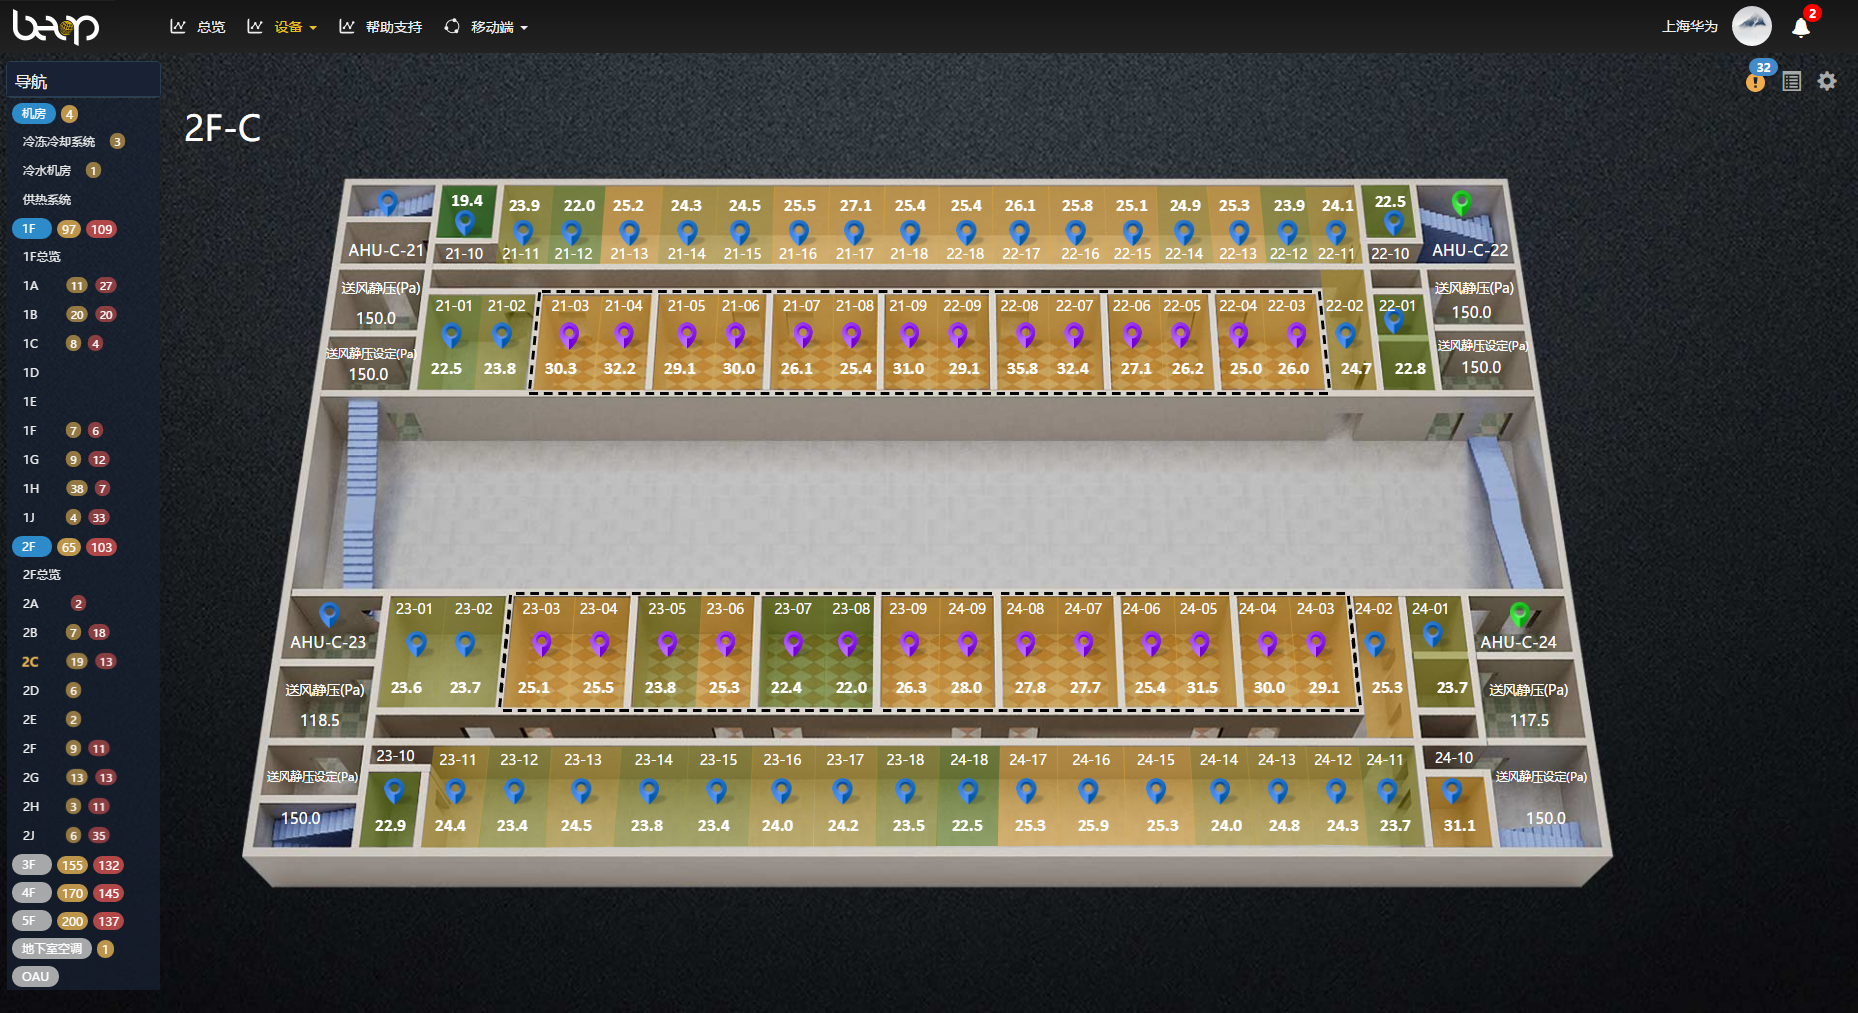 beop
总览
设备
帮助支持
移动端
上海华为
2
32
导航
机房 4
冷冻冷却系统 3
冷水机房 1
供热系统
1F 97 109
1F总览
1A 11 27
1B 20 20
1C 8 4
1D
1E
1F 7 6
1G 9 12
1H 38 7
1J 4 33
2F 65 103
2F总览
2A 2
2B 7 18
2C 19 13
2D 6
2E 2
2F 9 11
2G 13 13
2H 3 11
2J 6 35
3F 155 132
4F 170 145
5F 200 137
地下室空调 1
OAU
2F-C
19.4 23.9 22.0 25.2 24.3 24.5 25.5 27.1 25.4 25.4 26.1 25.8 25.1 24.9 25.3 23.9 24.1 22.5
AHU-C-21 21-10 21-11 21-12 21-13 21-14 21-15 21-16 21-17 21-18 22-18 22-17 22-16 22-15 22-14 22-13 22-12 22-11 22-10 AHU-C-22
送风静压(Pa) 送风静压(Pa)
150.0 150.0
21-01 21-02 21-03 21-04 21-05 21-06 21-07 21-08 21-09 22-09 22-08 22-07 22-06 22-05 22-04 22-03 22-02 22-01
送风静压设定(Pa) 送风静压设定(Pa)
150.0 22.5 23.8 30.3 32.2 29.1 30.0 26.1 25.4 31.0 29.1 35.8 32.4 27.1 26.2 25.0 26.0 24.7 22.8 150.0
23-01 23-02 23-03 23-04 23-05 23-06 23-07 23-08 23-09 24-09 24-08 24-07 24-06 24-05 24-04 24-03 24-02 24-01
AHU-C-23 AHU-C-24
送风静压(Pa) 23.6 23.7 25.1 25.5 23.8 25.3 22.4 22.0 26.3 28.0 27.8 27.7 25.4 31.5 30.0 29.1 25.3 23.7 送风静压(Pa)
118.5 117.5
23-10 23-11 23-12 23-13 23-14 23-15 23-16 23-17 23-18 24-18 24-17 24-16 24-15 24-14 24-13 24-12 24-11 24-10
送风静压设定(Pa) 送风静压设定(Pa)
150.0 22.9 24.4 23.4 24.5 23.8 23.4 24.0 24.2 23.5 22.5 25.3 25.9 25.3 24.0 24.8 24.3 23.7 31.1 150.0